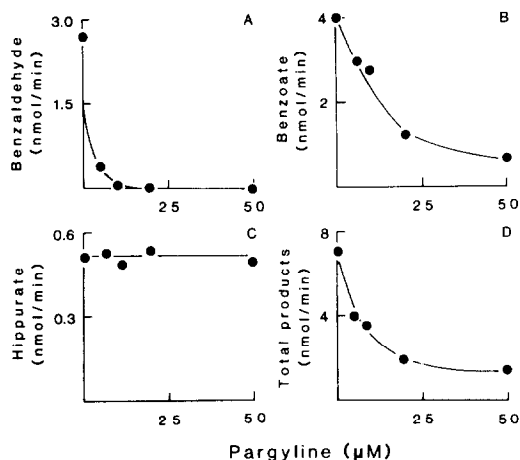 A
Benzaldehyde
(nmol/min)
3.0
1.5
25
50
B
Benzoate
(nmol/min)
4
2
25
50
C
Hippurate
(nmol/min)
0.6
0.3
25
50
D
Total products
(nmol/min)
8
4
25
50
Pargyline (µM)